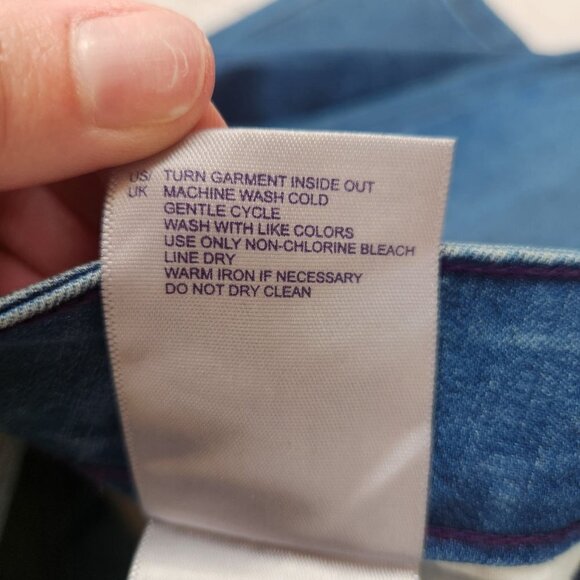 US/ TURN GARMENT INSIDE OUT
UK MACHINE WASH COLD
GENTLE CYCLE
WASH WITH LIKE COLORS
USE ONLY NON-CHLORINE BLEACH
LINE DRY
WARM IRON IF NECESSARY
DO NOT DRY CLEAN